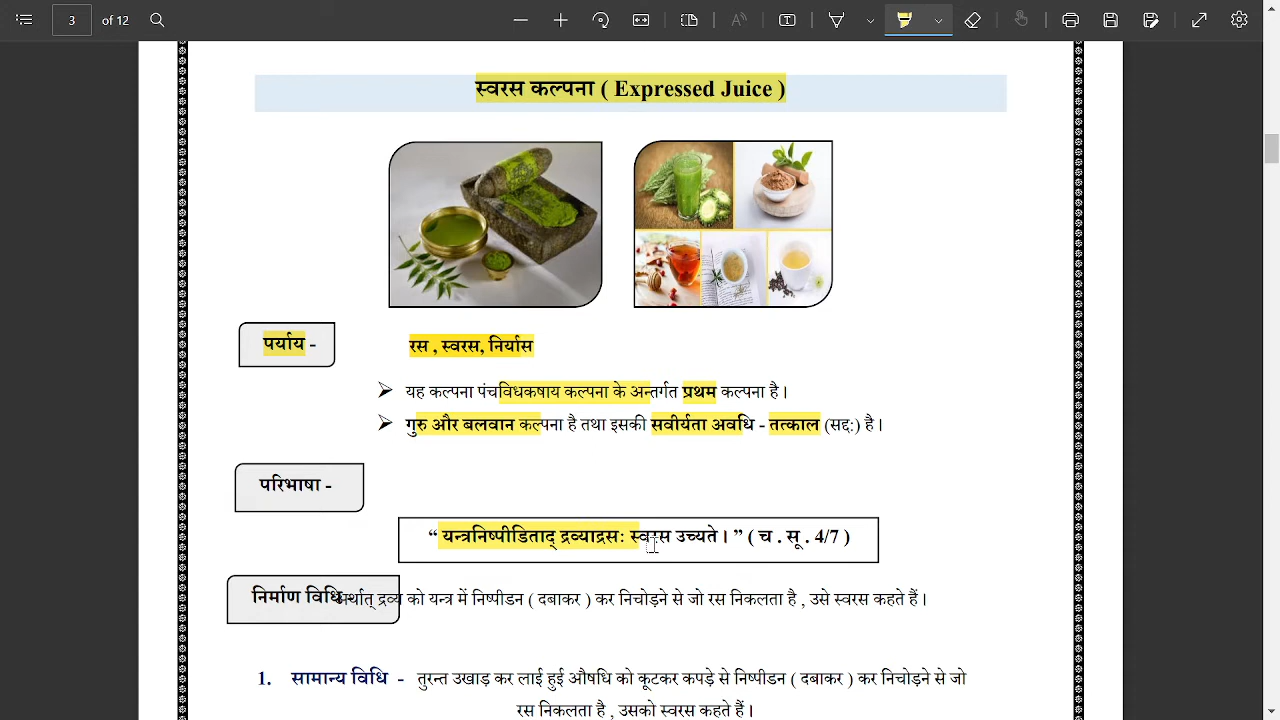 3 of 12
स्वरस कल्पना ( Expressed Juice )
पर्याय -
रस , स्वरस, निर्यास
यह कल्पना पंचविधकषाय कल्पना के अन्तर्गत प्रथम कल्पना है।
गुरु और बलवान कल्पना है तथा इसकी सवीर्यता अवधि - तत्काल (सद्द:) है।
परिभाषा -
“ यन्त्रनिष्पीडिताद् द्रव्याद्रसः स्वरस उच्यते। ” ( च . सू . 4/7 )
निर्माण विधि -
अर्थात् द्रव्य को यन्त्र में निष्पीडन ( दबाकर ) कर निचोड़ने से जो रस निकलता है , उसे स्वरस कहते हैं।
1. सामान्य विधि - तुरन्त उखाड़ कर लाई हुई औषधि को कूटकर कपड़े से निष्पीडन ( दबाकर ) कर निचोड़ने से जो
रस निकलता है , उसको स्वरस कहते हैं।